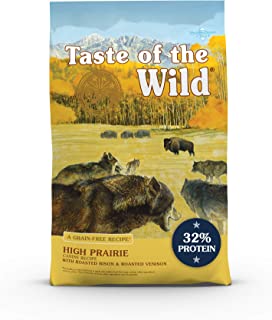 Taste of the
Wild
A GRAIN-FREE RECIPE
HIGH PRAIRIE
CANINE RECIPE
WITH ROASTED BISON & ROASTED VENISON
32%
PROTEIN